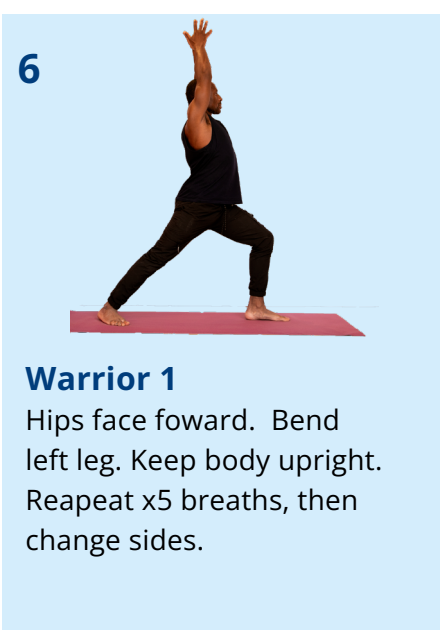 6
Warrior 1
Hips face foward.  Bend
left leg. Keep body upright.
Reapeat x5 breaths, then
change sides.